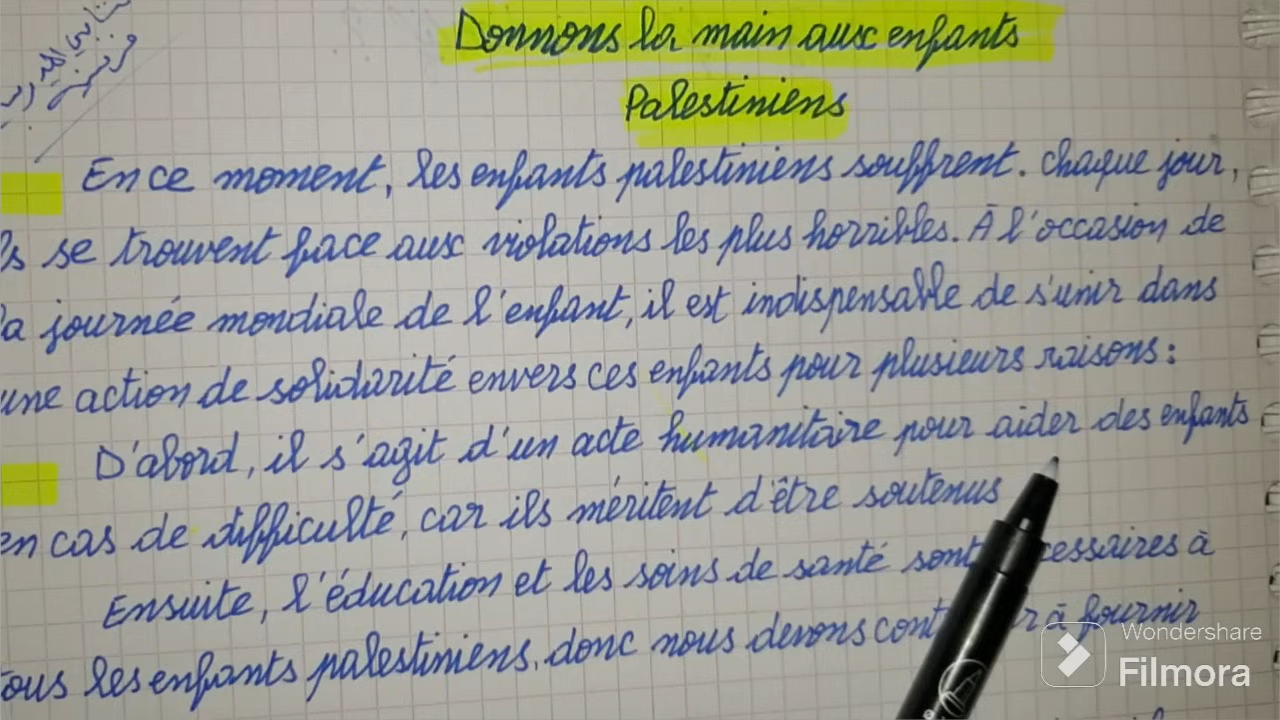 Donnons la main aux enfants
Palestiniens
En ce moment, les enfants palestiniens souffrent. Chaque jour,
se trouvent face aux violations les plus horribles. À l'occasion de
journée mondiale de l'enfant, il est indispensable de s'unir dans
une action de solidarité envers ces enfants pour plusieurs raisons :
D'abord, il s'agit d'un acte humanitaire pour aider des enfants
en cas de difficulté, car ils méritent d'être soutenus
Ensuite, l'éducation et les soins de santé sont à
les enfants palestiniens. donc nous devons à fournir
Wondershare
Filmora